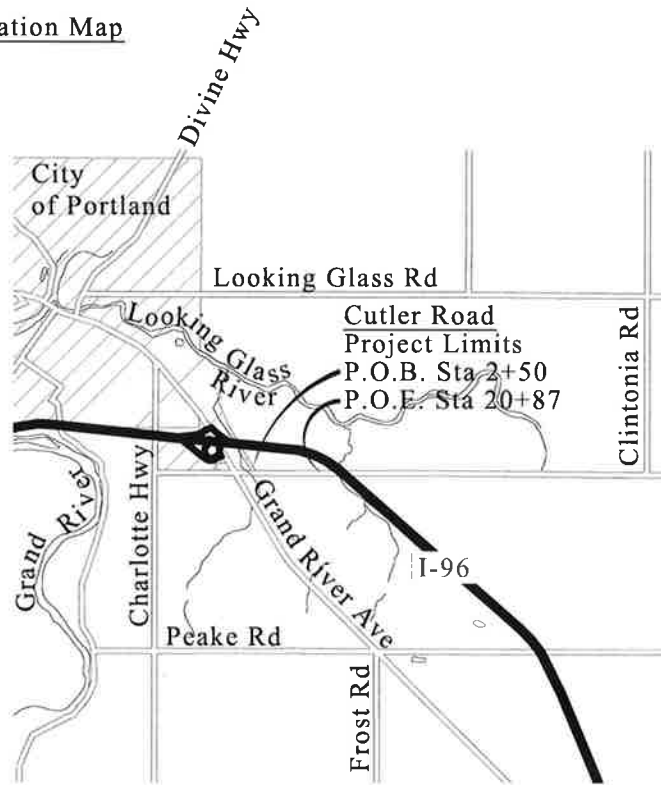 ation Map
Divine Hwy
City
of Portland
Looking Glass Rd
Looking Glass
River
Cutler Road
Project Limits
P.O.B. Sta 2+50
P.O.E. Sta 20+87
Clintonia Rd
Grand River
Charlotte Hwy
Grand River Ave
I-96
Peake Rd
Frost Rd